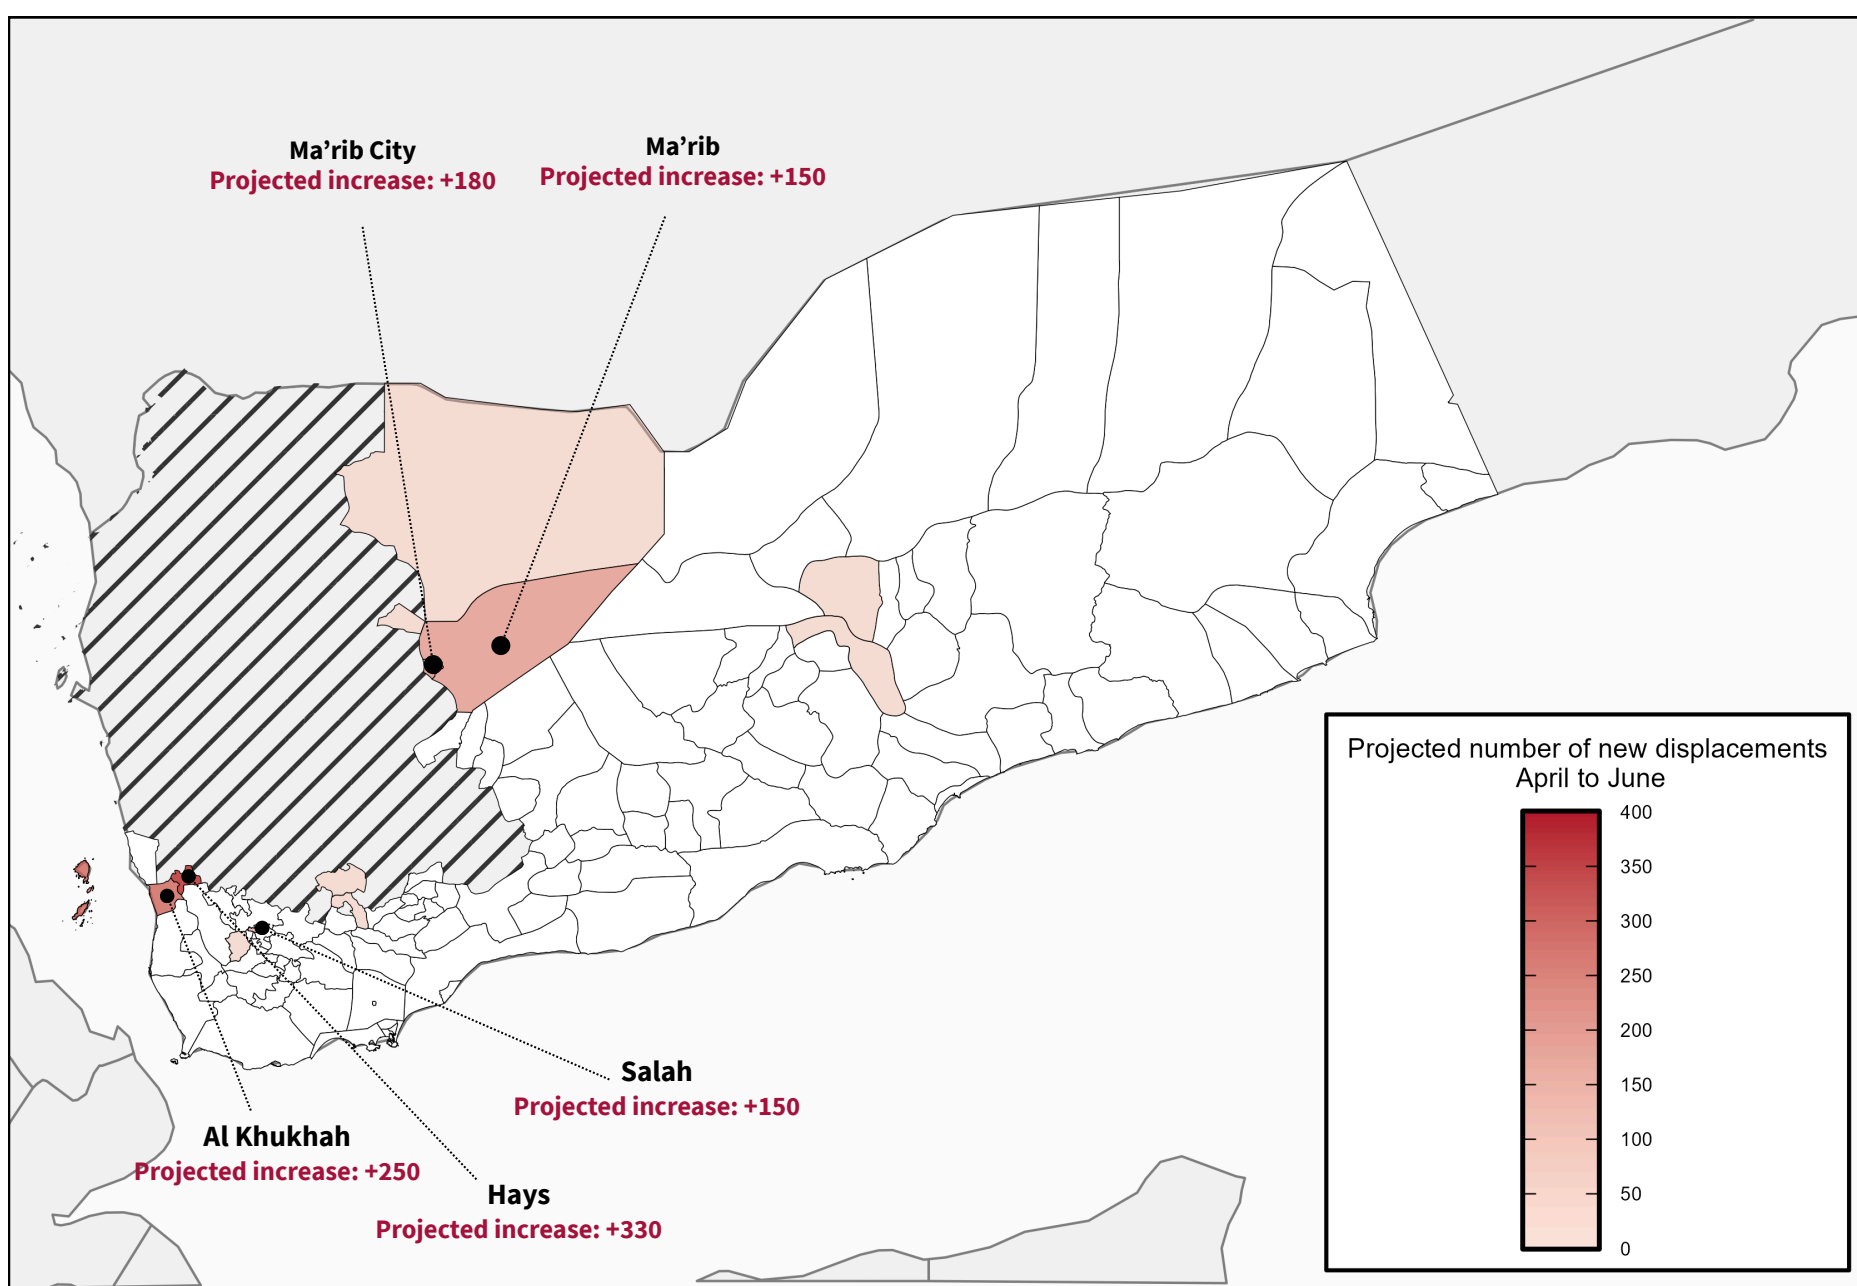 Ma’rib City
Projected increase: +180
Ma’rib
Projected increase: +150
Projected number of new displacements
April to June
400
350
300
250
200
150
100
50
0
Salah
Projected increase: +150
Al Khukhah
Projected increase: +250
Hays
Projected increase: +330